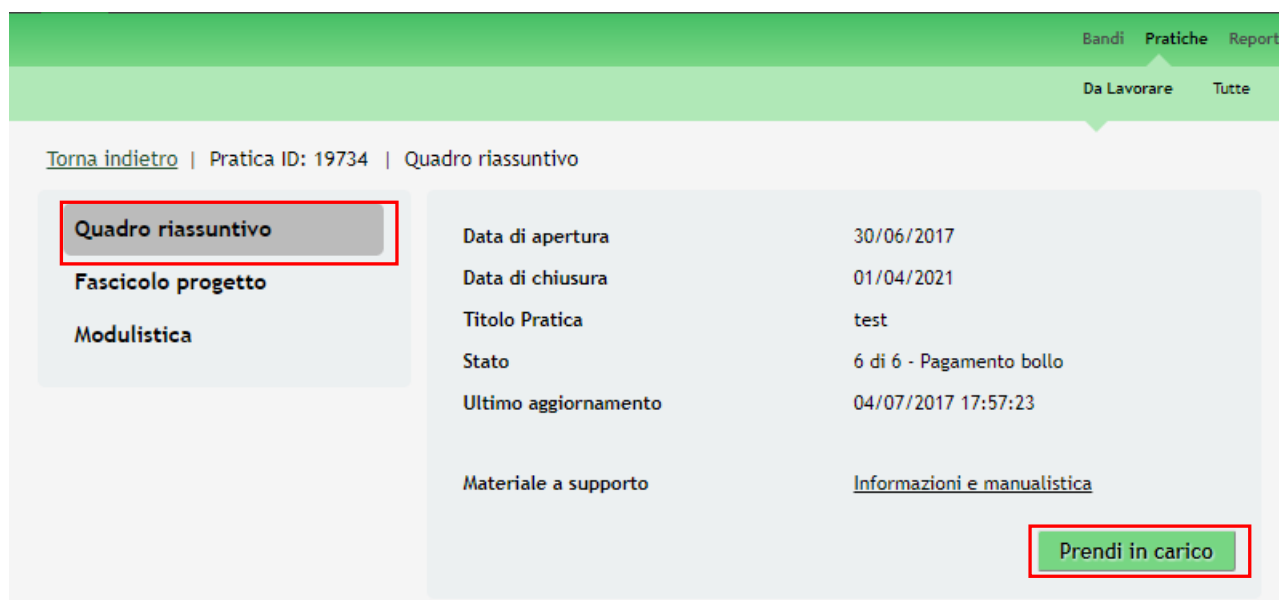 Bandi Pratiche Report
Da Lavorare Tutte
Torna indietro | Pratica ID: 19734 | Quadro riassuntivo
Quadro riassuntivo
Fascicolo progetto
Modulistica
Data di apertura 30/06/2017
Data di chiusura 01/04/2021
Titolo Pratica test
Stato 6 di 6 - Pagamento bollo
Ultimo aggiornamento 04/07/2017 17:57:23
Materiale a supporto Informazioni e manualistica
Prendi in carico